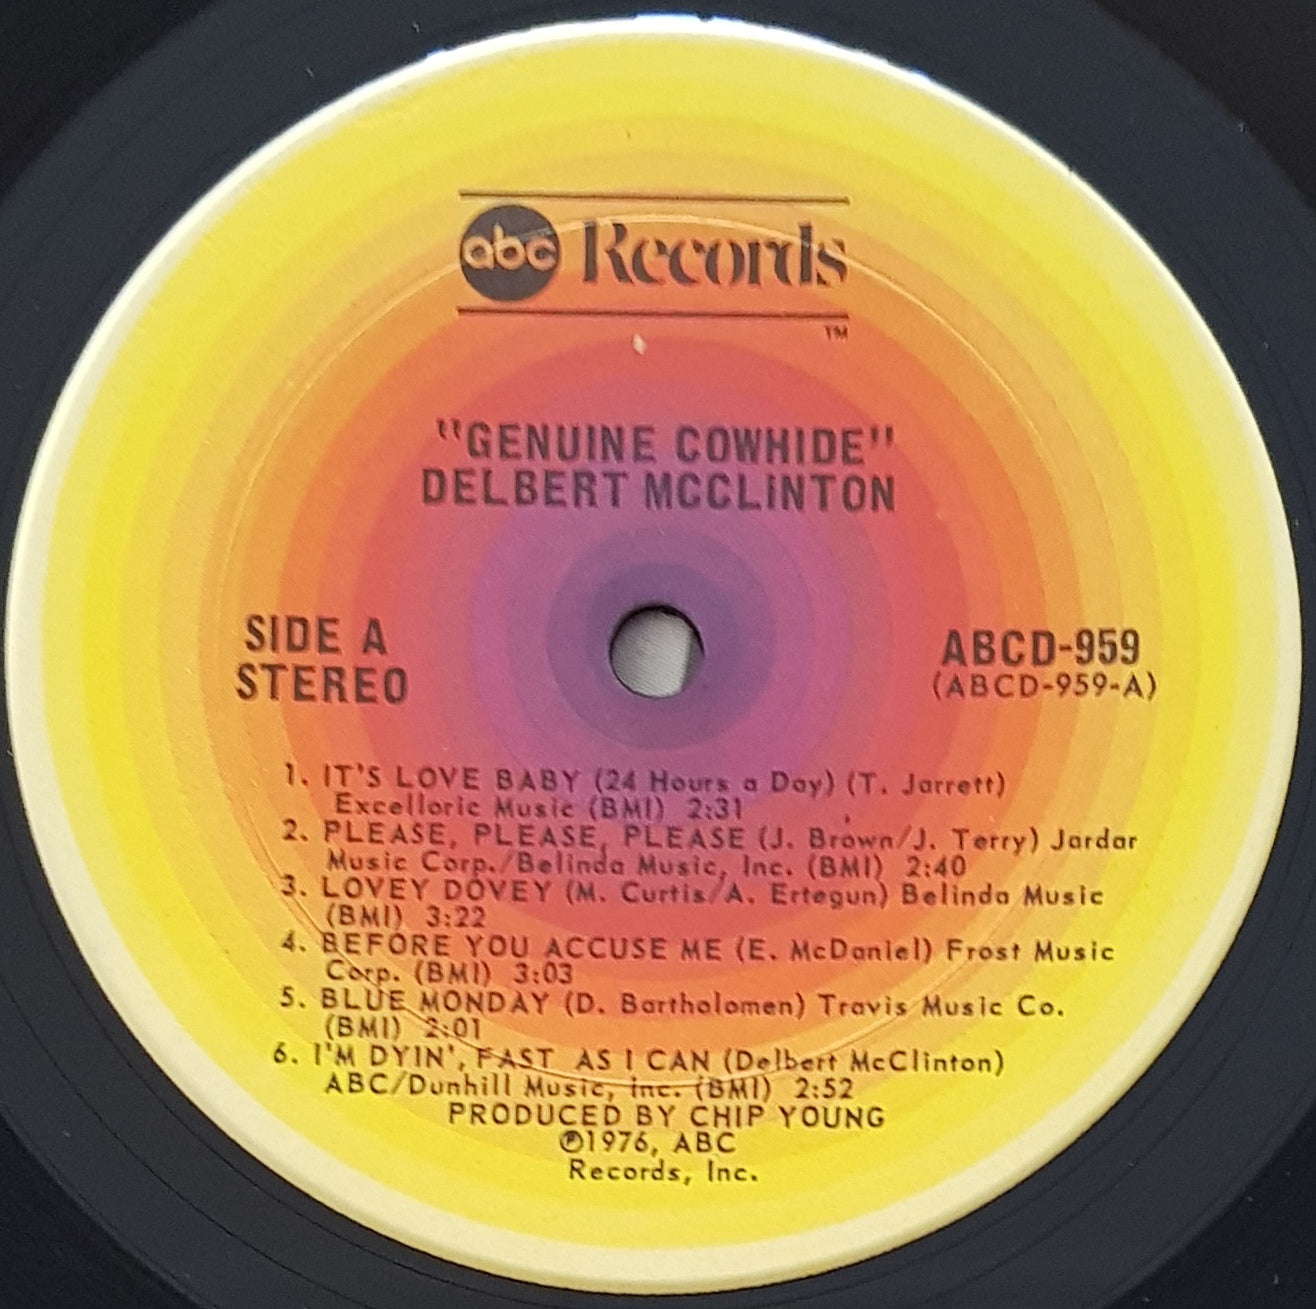 abc Records
TM
"GENUINE COWHIDE"
DELBERT MCCLINTON
SIDE A
STEREO
ABCD-959
(ABCD-959-A)
1. IT'S LOVE BABY (24 Hours a Day) (T. Jarrett)
Excelloric Music (BMI) 2:31
2. PLEASE, PLEASE, PLEASE (J. Brown/J. Terry) Jardar
Music Corp./Belinda Music, Inc. (BMI) 2:40
3. LOVEY DOVEY (M. Curtis/A. Ertegun) Belinda Music
(BMI) 3:22
4. BEFORE YOU ACCUSE ME (E. McDaniel) Frost Music
Corp. (BMI) 3:03
5. BLUE MONDAY (D. Bartholomen) Travis Music Co.
(BMI) 2:01
6. I'M DYIN', FAST AS I CAN (Delbert McClinton)
ABC/Dunhill Music, Inc. (BMI) 2:52
PRODUCED BY CHIP YOUNG
℗1976, ABC
Records, Inc.